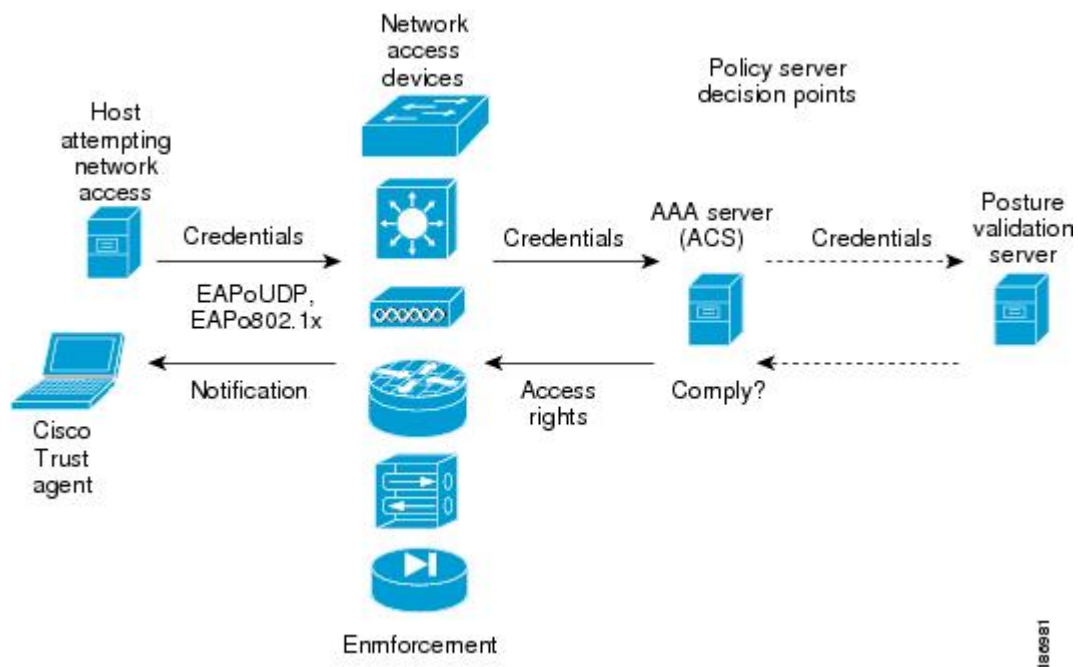 Network
access
devices
Policy server
decision points
Host
attempting
network
access
Credentials
EAPoUDP,
EAPo802.1x
Credentials
AAA server
(ACS)
Credentials
Posture
validation
server
Notification
Access
rights
Comply?
Cisco
Trust
agent
Enmforcement
186981